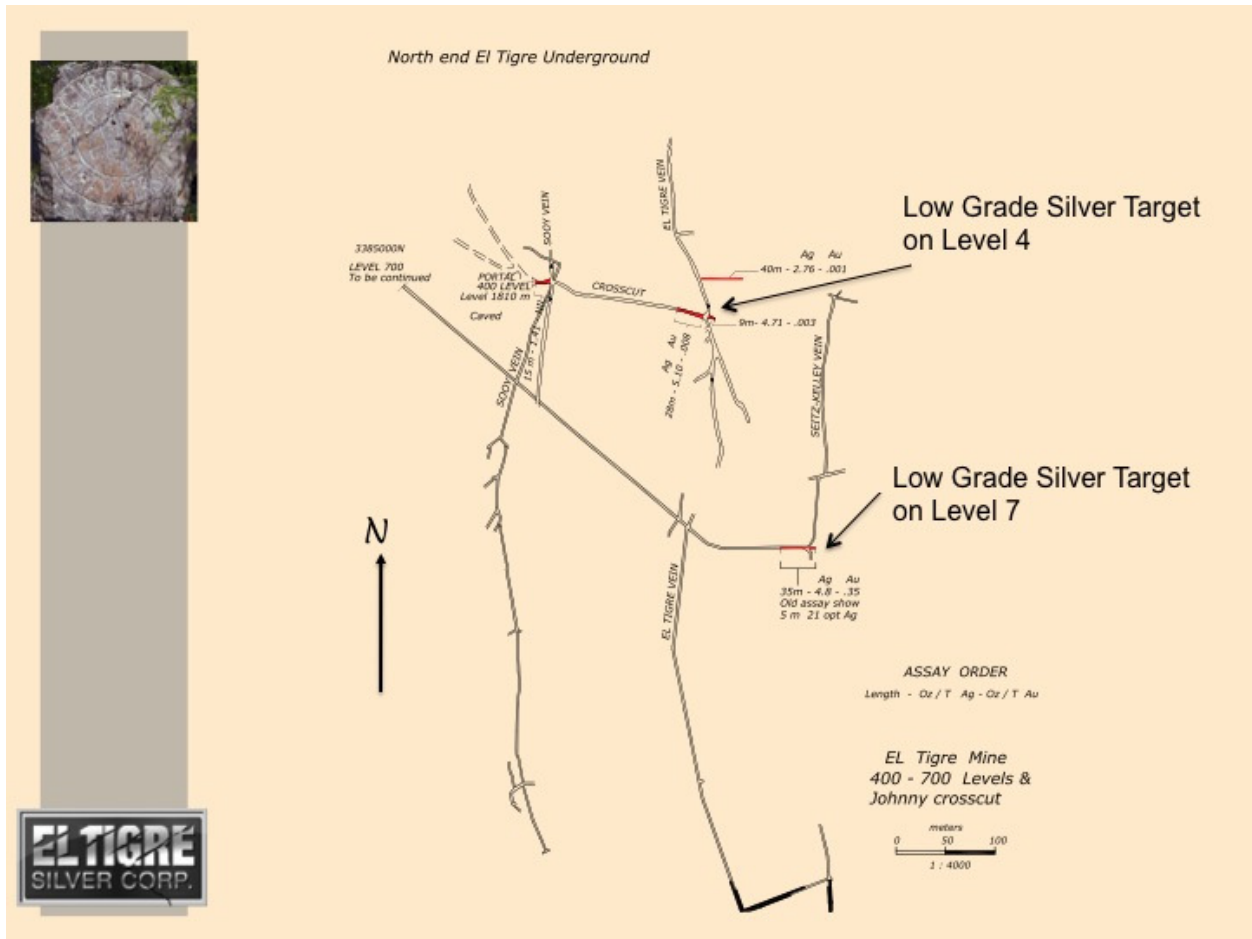 North end El Tigre Underground
EL TIGRE VEIN
SOOY VEIN
Low Grade Silver Target
on Level 4
3385000N
LEVEL 700
To be continued
PORTAL
400 LEVEL
Level 1810 m
Caved
CROSSCUT
Ag Au
40m - 2.76 - .001
9m- 4.71 - .003
Ag Au
28m - 5.10 - .008
15 m - 1.41 - Nil
SOOY VEIN
SEITZ-KELLEY VEIN
Low Grade Silver Target
on Level 7
N
Ag Au
35m - 4.8 - .35
Old assay show
5 m 21 opt Ag
EL TIGRE VEIN
ASSAY ORDER
Length - Oz / T Ag - Oz / T Au
EL Tigre Mine
400 - 700 Levels &
Johnny crosscut
meters
0 50 100
1 : 4000
EL TIGRE
SILVER CORP.